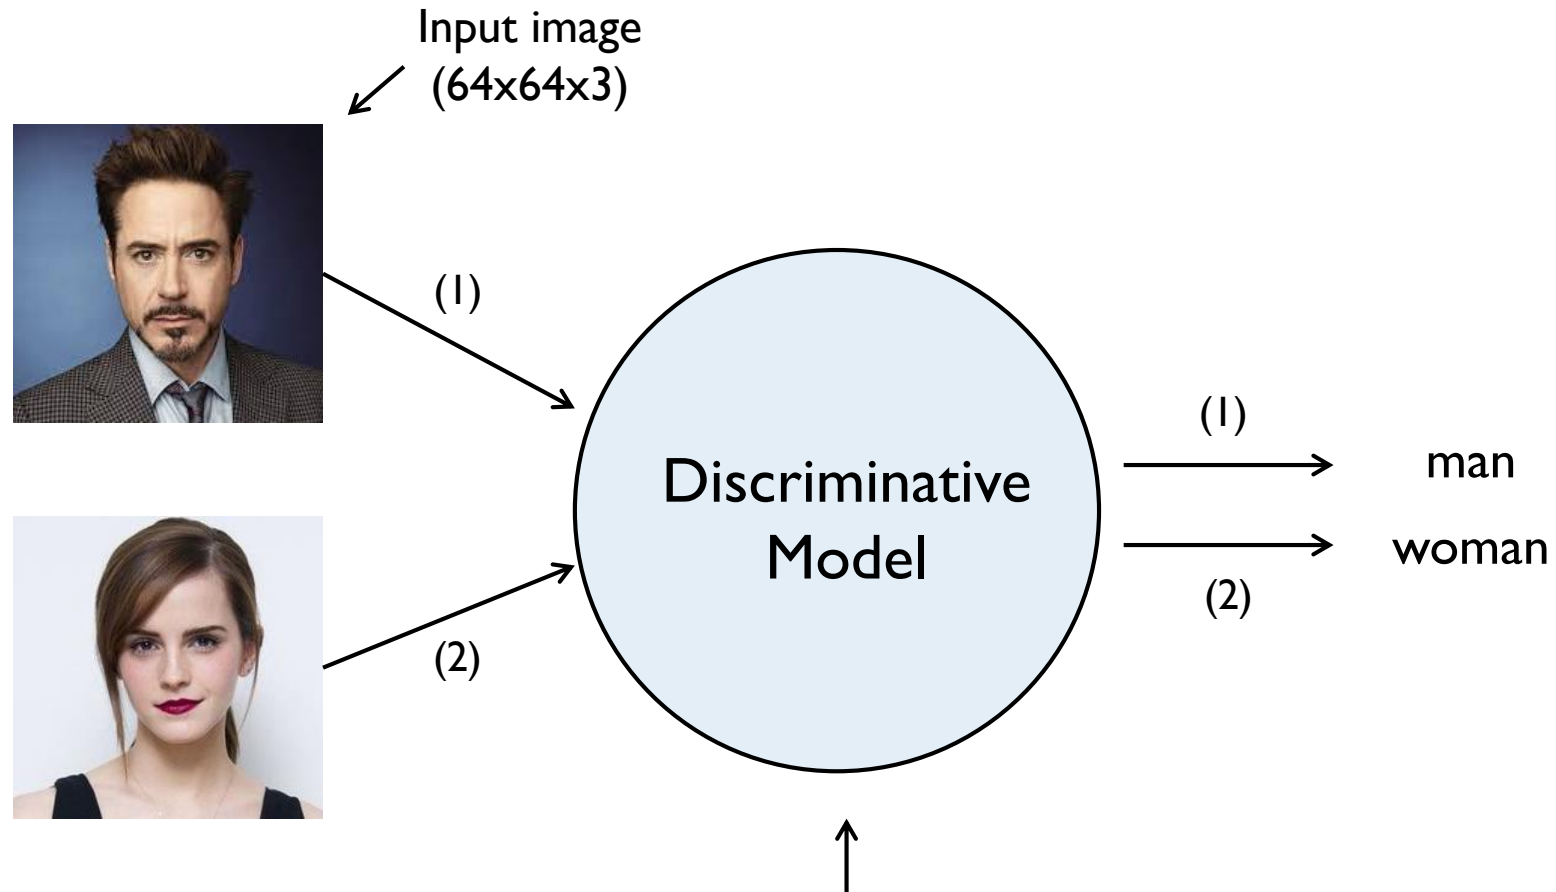 Input image
(64x64x3)
(1)
(1)
Discriminative
Model
man
woman
(2)
(2)